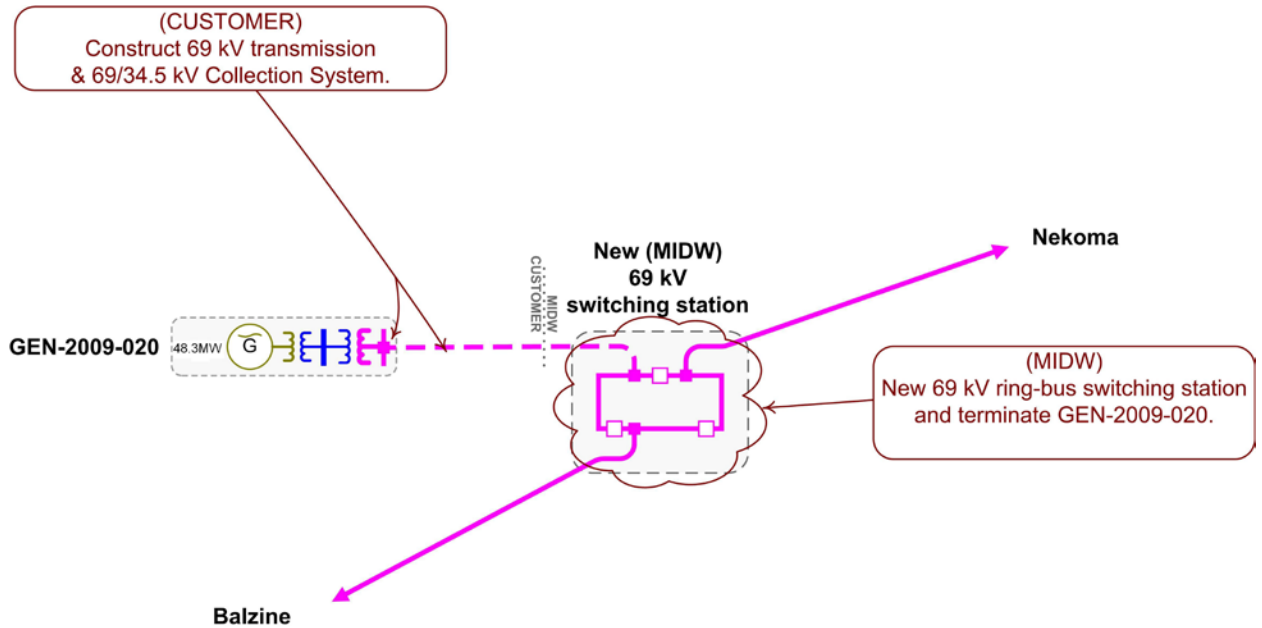 (CUSTOMER)
Construct 69 kV transmission
& 69/34.5 kV Collection System.
Nekoma
New (MIDW)
69 kV
switching station
CUSTOMER
MIDW
GEN-2009-020
48.3MW
G
(MIDW)
New 69 kV ring-bus switching station
and terminate GEN-2009-020.
Balzine